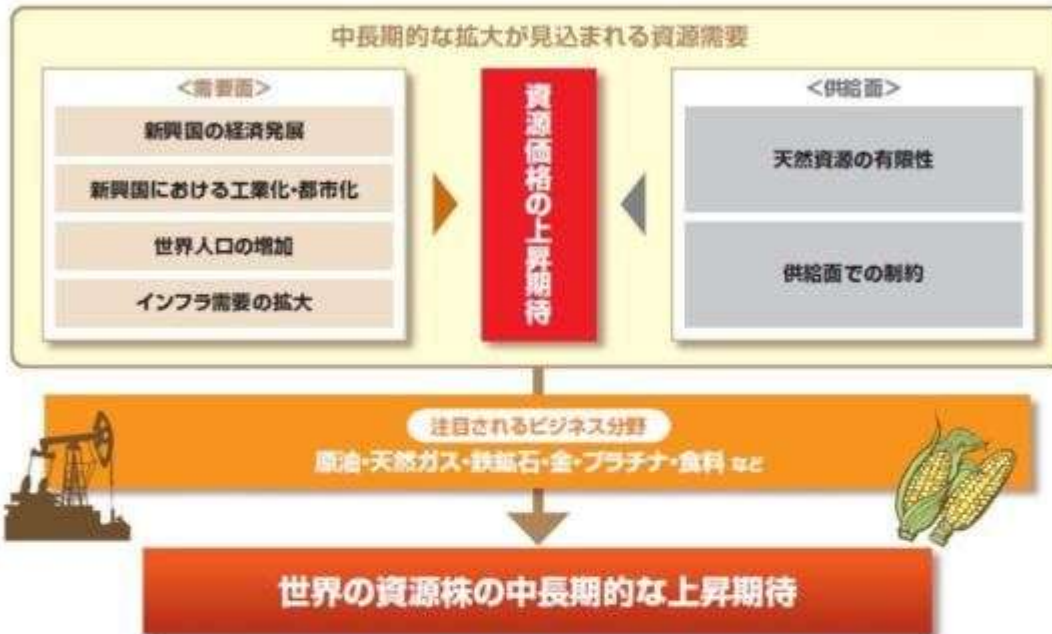 中長期的な拡大が見込まれる資源需要
＜需要面＞
新興国の経済発展
新興国における工業化・都市化
世界人口の増加
インフラ需要の拡大
資源価格の上昇期待
＜供給面＞
天然資源の有限性
供給面での制約
注目されるビジネス分野
原油・天然ガス・鉄鉱石・金・プラチナ・食料 など
世界の資源株の中長期的な上昇期待